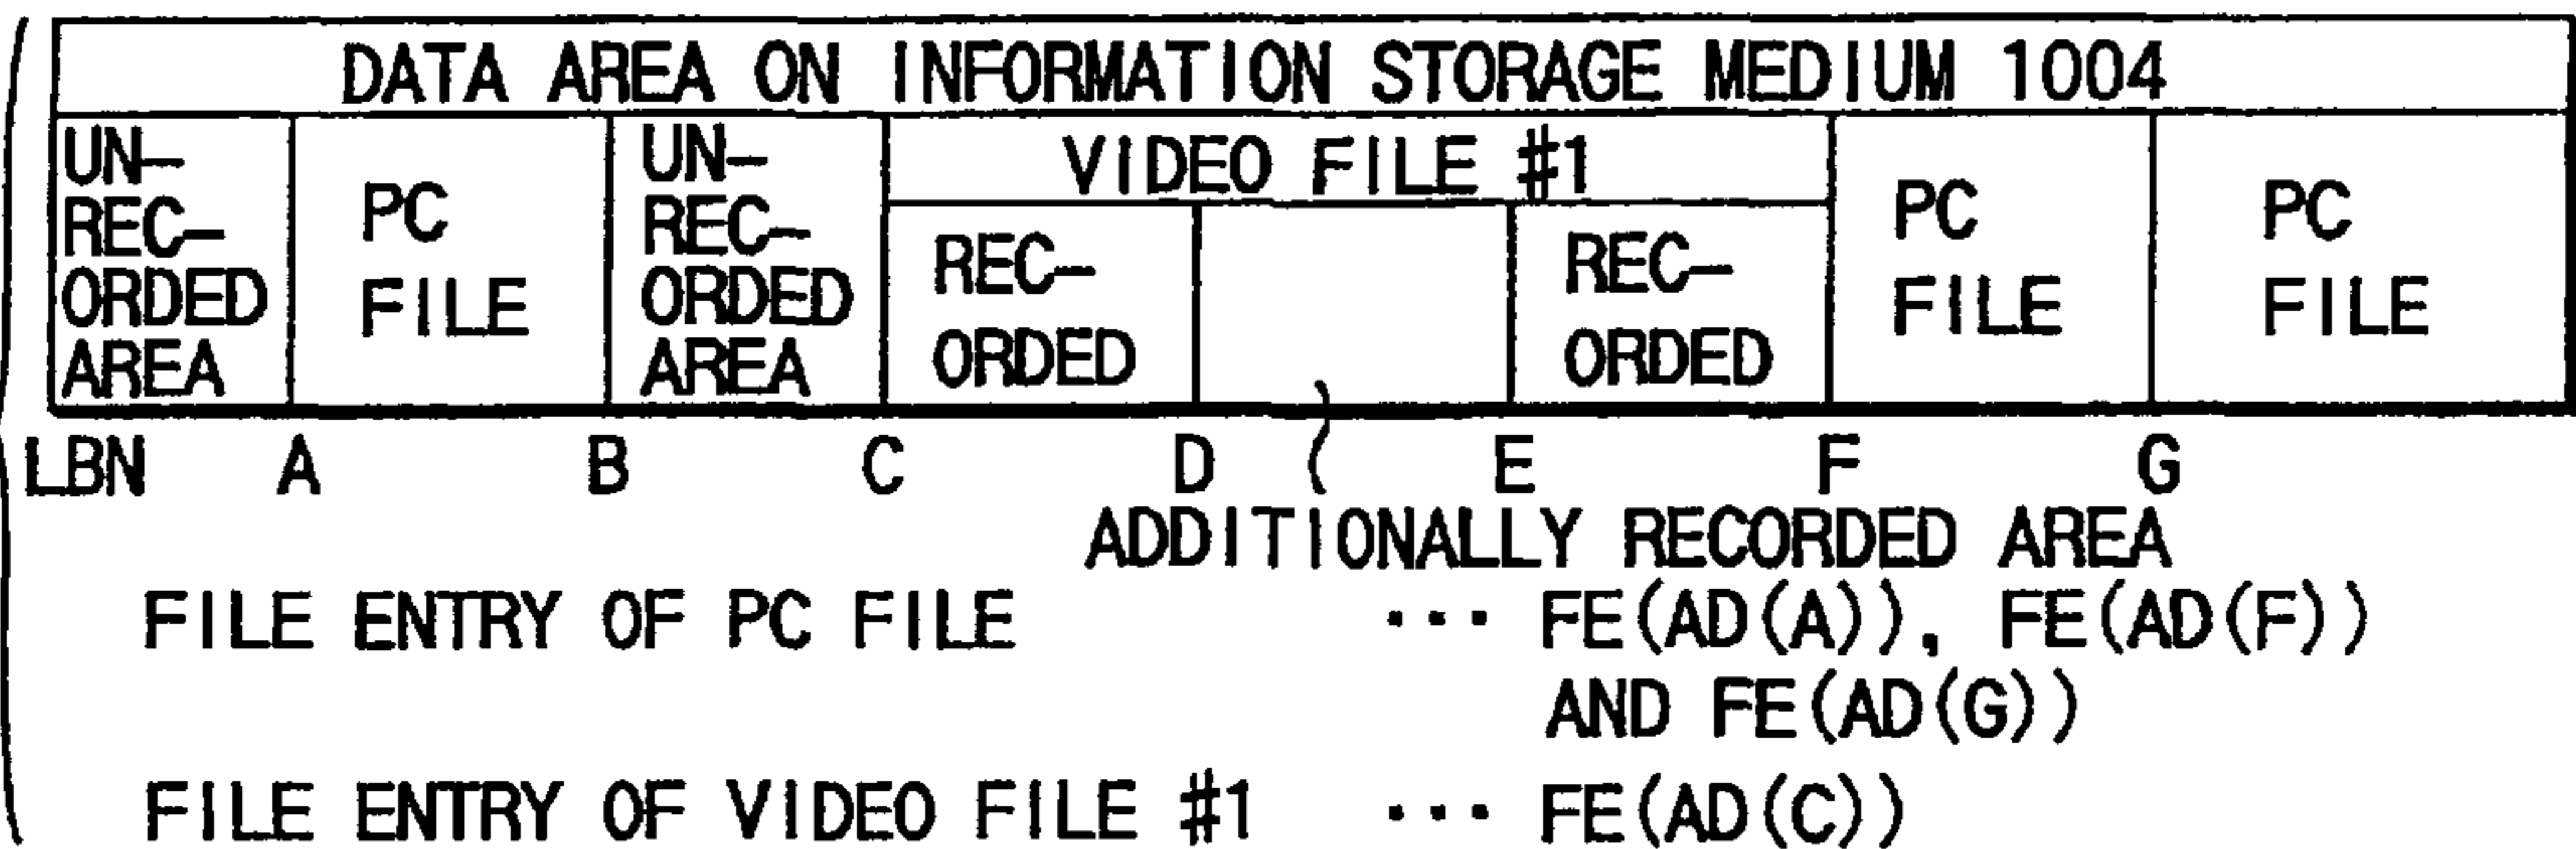 DATA AREA ON INFORMATION STORAGE MEDIUM 1004
UN-
REC-
ORDED
AREA
PC
FILE
UN-
REC-
ORDED
AREA
VIDEO FILE #1
REC-
ORDED
REC-
ORDED
PC
FILE
PC
FILE
LBN A B C D E F G
ADDITIONALLY RECORDED AREA
FILE ENTRY OF PC FILE ··· FE(AD(A)), FE(AD(F))
AND FE(AD(G))
FILE ENTRY OF VIDEO FILE #1 ··· FE(AD(C))